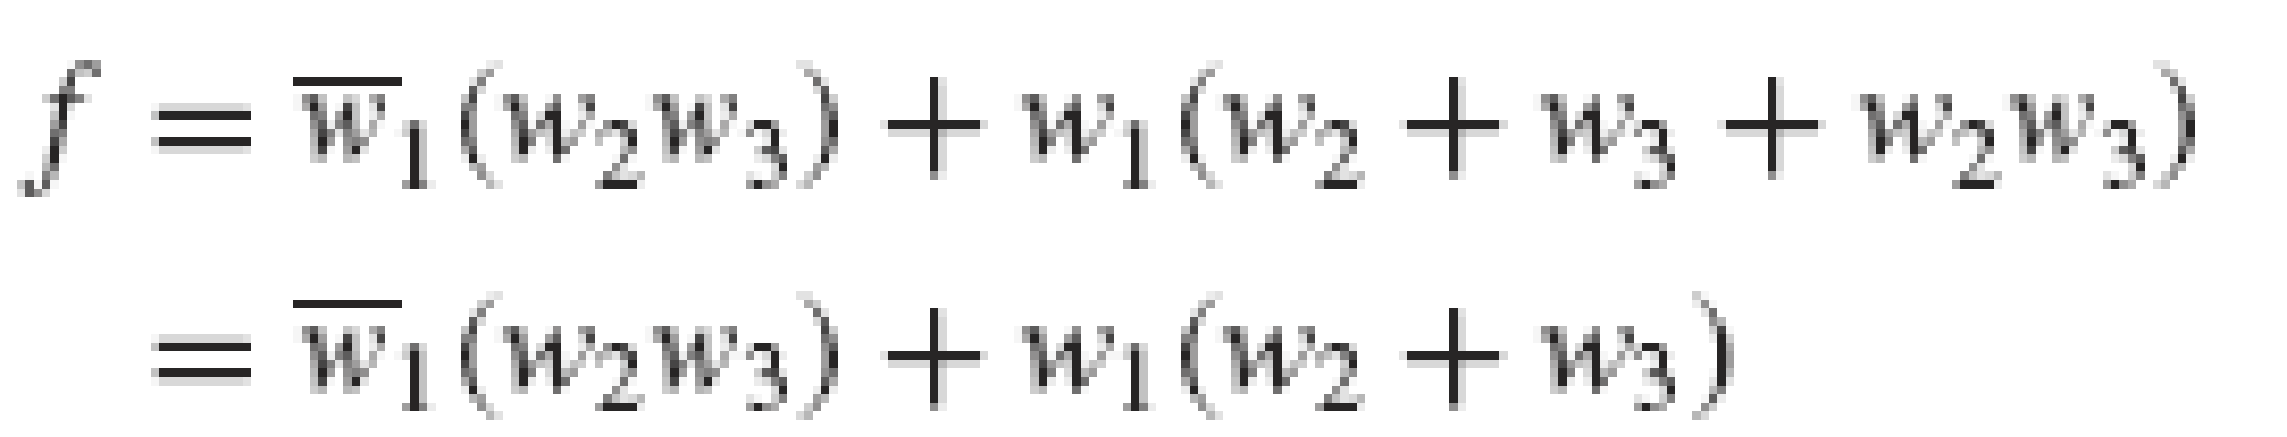 f = w̅₁(w₂w₃) + w₁(w₂ + w₃ + w₂w₃)
= w̅₁(w₂w₃) + w₁(w₂ + w₃)